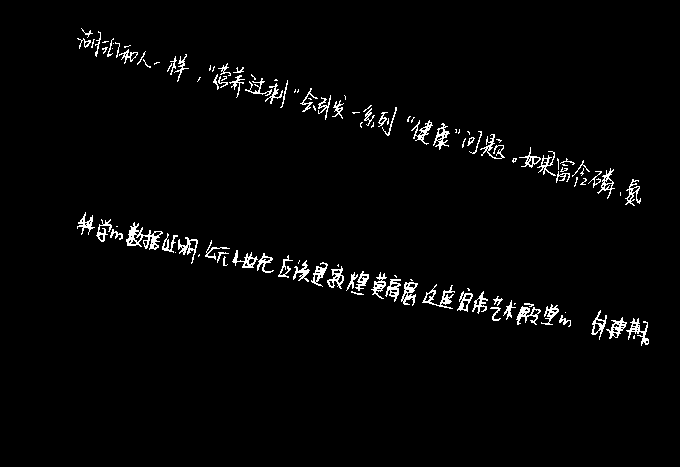 湖泊和人一样，“营养过剩”会引发一系列“健康”问题。如果富含磷、氮
科学的数据证明，公元4世纪应该是敦煌莫高窟这座宏伟艺术殿堂的 创建期。